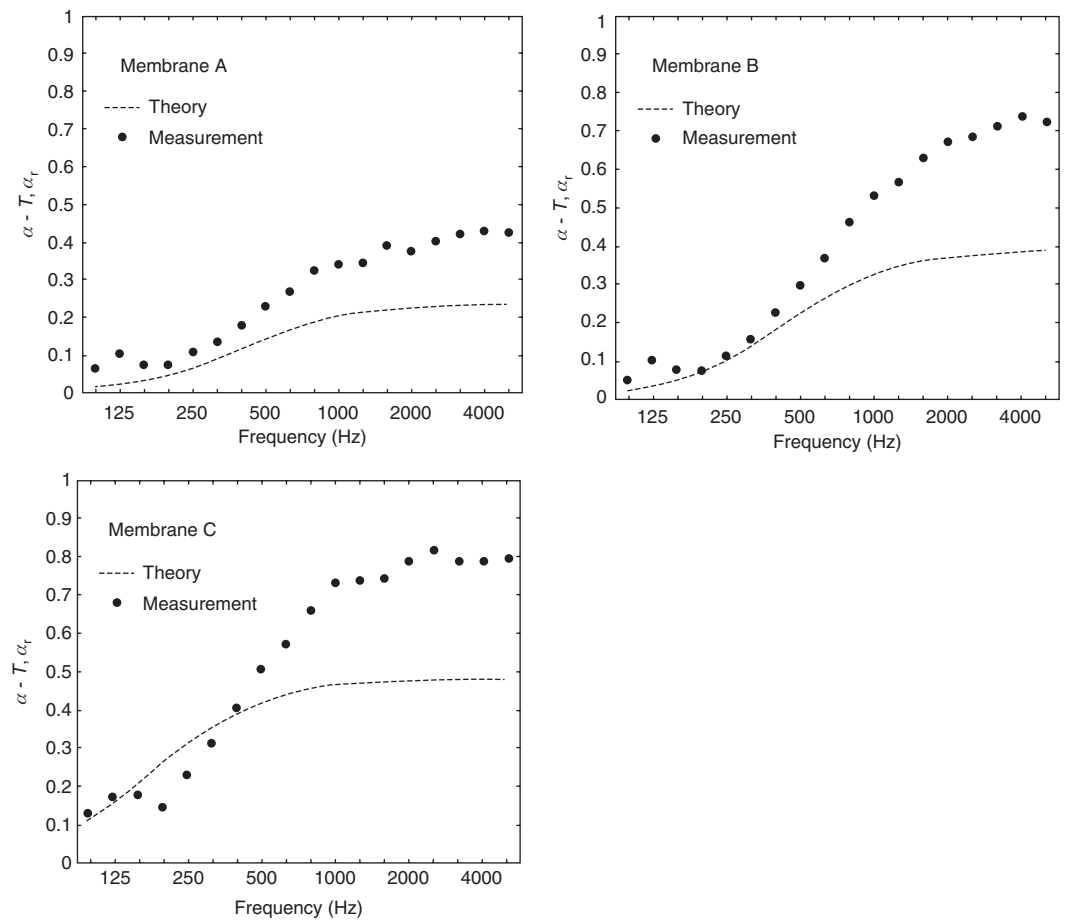 1
0.9
0.8
0.7
0.6
0.5
0.4
0.3
0.2
0.1
0
α - T, αr
Membrane A
Theory
Measurement
125 250 500 1000 2000 4000
Frequency (Hz)
1
0.9
0.8
0.7
0.6
0.5
0.4
0.3
0.2
0.1
0
α - T, αr
Membrane B
Theory
Measurement
125 250 500 1000 2000 4000
Frequency (Hz)
1
0.9
0.8
0.7
0.6
0.5
0.4
0.3
0.2
0.1
0
α - T, αr
Membrane C
Theory
Measurement
125 250 500 1000 2000 4000
Frequency (Hz)